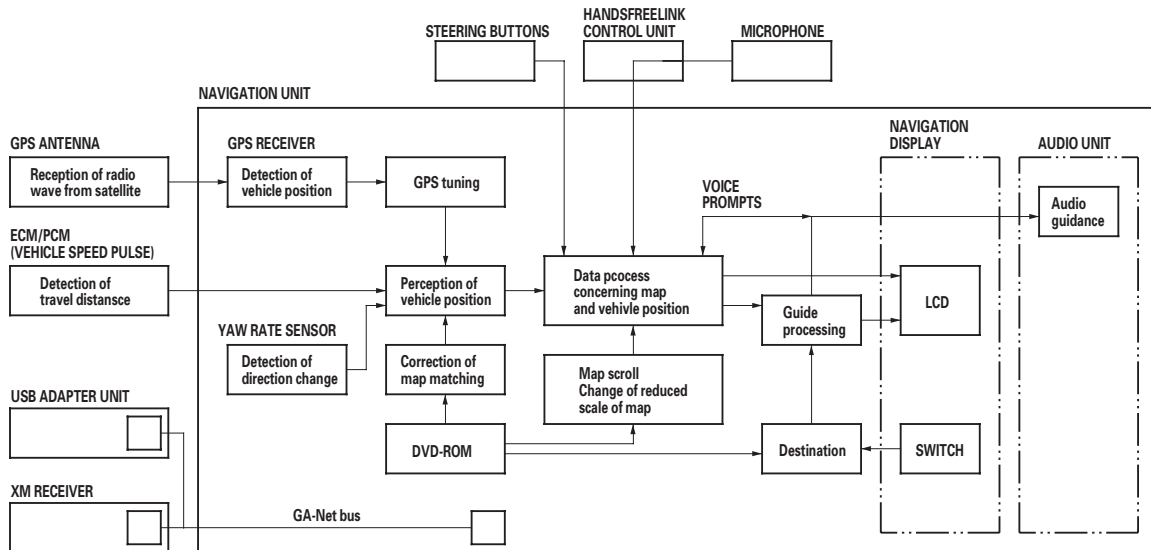 HANDSFREELINK
STEERING BUTTONS
CONTROL UNIT
MICROPHONE
NAVIGATION UNIT
GPS ANTENNA
Reception of radio
wave from satellite
GPS RECEIVER
Detection of
vehicle position
GPS tuning
NAVIGATION
DISPLAY
AUDIO UNIT
VOICE
PROMPTS
Audio
guidance
ECM/PCM
(VEHICLE SPEED PULSE)
Detection of
travel distansce
Perception of
vehicle position
Data pcocess
concerning map
and vehivle position
Guide
processing
LCD
YAW RATE SENSOR
Detection of
direction change
Correction of
map matching
Map scroll
Change of reduced
scale of map
USB ADAPTER UNIT
DVD-ROM
Destination
SWITCH
XM RECEIVER
GA-Net bus